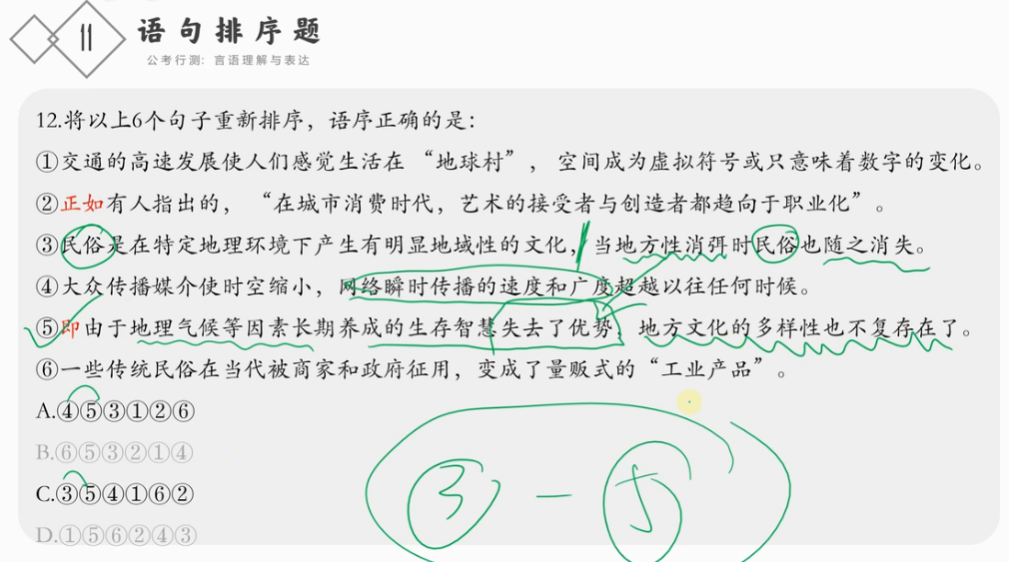 11 语句排序题
公考行测：言语理解与表达
12.将以上6个句子重新排序，语序正确的是：
①交通的高速发展使人们感觉生活在“地球村”，空间成为虚拟符号或只意味着数字的变化。
②正如有人指出的，“在城市消费时代，艺术的接受者与创造者都趋向于职业化”。
③民俗是在特定地理环境下产生有明显地域性的文化，当地方性消弭时民俗也随之消失。
④大众传播媒介使时空缩小，网络瞬时传播的速度和广度超越以往任何时候。
⑤即由于地理气候等因素长期养成的生存智慧失去了优势，地方文化的多样性也不复存在了。
⑥一些传统民俗在当代被商家和政府征用，变成了量贩式的“工业产品”。
A.④⑤③①②⑥
B.⑥⑤③②①④
C.③⑤④①⑥②
D.①⑤⑥②④③
3 — 5